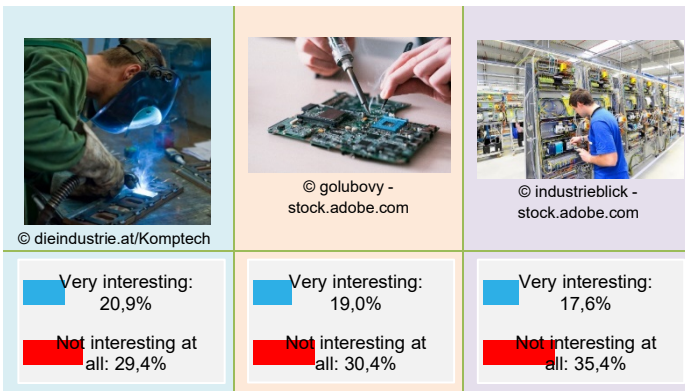 © dieindustrie.at/Komptech
© golubovy -
stock.adobe.com
© industrieblick -
stock.adobe.com
Very interesting:
20,9%
Not interesting at
all: 29,4%
Very interesting:
19,0%
Not interesting at
all: 30,4%
Very interesting:
17,6%
Not interesting at
all: 35,4%